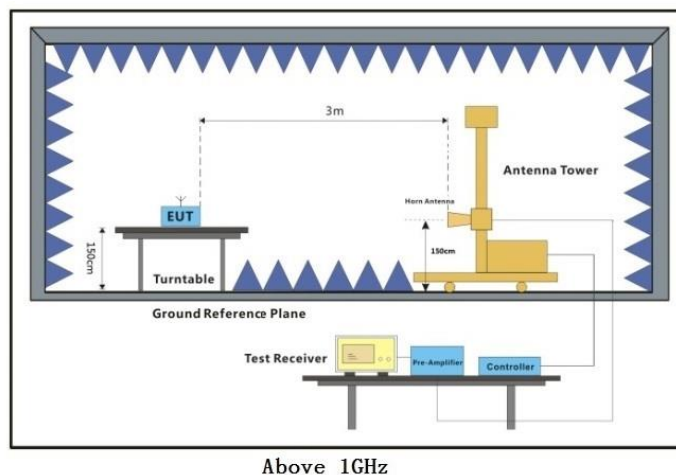 3m
Antenna Tower
Horn Antenna
EUT
150cm
150cm
Turntable
Ground Reference Plane
Test Receiver
Pre-Amplifier
Controller
Above 1GHz